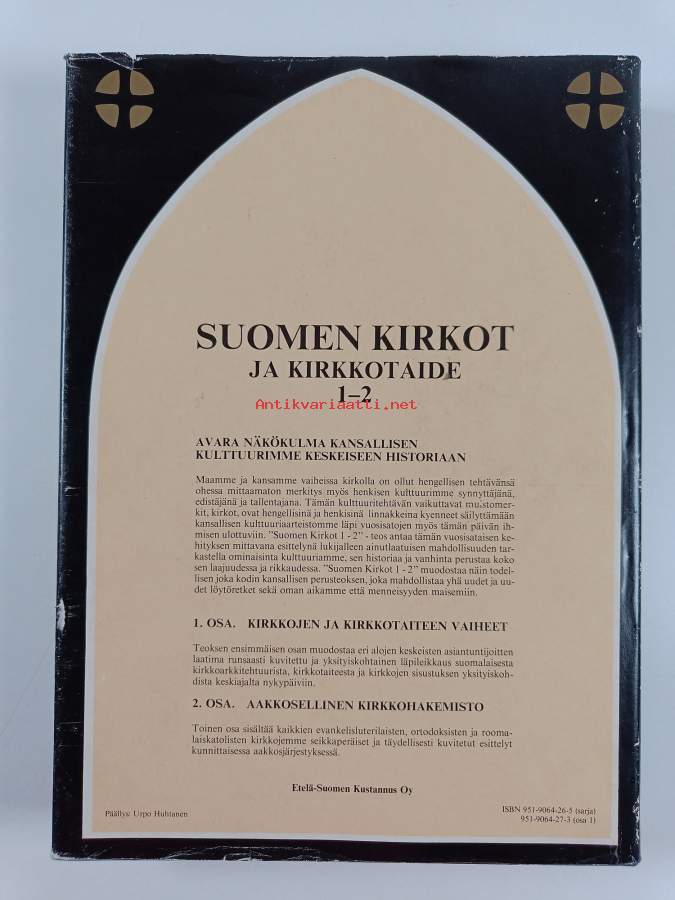 SUOMEN KIRKOT
JA KIRKKOTAIDE
1–2
Antikvariaatti.net
AVARA NÄKÖKULMA KANSALLISEN
KULTTUURIMME KESKEISEEN HISTORIAAN
Maamme ja kansamme vaiheissa kirkolla on ollut hengellisen tehtävänsä
ohessa mittaamaton merkitys myös henkisen kulttuurimme synnyttäjänä,
edistäjänä ja tallentajana. Tämän kulttuuritehtävän vaikuttavat muistomer-
kit, kirkot, ovat hengellisinä ja henkisinä linnakkeina kyenneet säilyttämään
kansallisen kulttuuriaarteistomme läpi vuosisatojen myös tämän päivän ih-
misen ulottuviin. "Suomen Kirkot 1 - 2" - teos antaa tämän vuosisataisen ke-
hityksen mittavana esittelynä lukijalleen ainutlaatuisen mahdollisuuden tar-
kastella ominaisinta kulttuuriamme, sen historiaa ja vanhinta perustaa koko
sen laajuudessa ja rikkaudessa. "Suomen Kirkot 1 - 2" muodostaa näin todel-
lisen joka kodin kansallisen perusteoksen, joka mahdollistaa yhä uudet ja uu-
det löytöretket sekä oman aikamme että menneisyyden maisemiin.
1. OSA. KIRKKOJEN JA KIRKKOTAITEEN VAIHEET
Teoksen ensimmäisen osan muodostaa eri alojen keskeisten asiantuntijoitten
laatima runsaasti kuvitettu ja yksityiskohtainen läpileikkaus suomalaisesta
kirkkoarkkitehtuurista, kirkkotaiteesta ja kirkkojen sisustuksen yksityiskoh-
dista keskiajalta nykypäiviin.
2. OSA. AAKKOSELLINEN KIRKKOHAKEMISTO
Toinen osa sisältää kaikkien evankelisluterilaisten, ortodoksisten ja rooma-
laiskatolisten kirkkojemme seikkaperäiset ja täydellisesti kuvitetut esittelyt
kunnittaisessa aakkosjärjestyksessä.
Etelä-Suomen Kustannus Oy
Päällys: Urpo Huhtanen
ISBN 951-9064-26-5 (sarja)
951-9064-27-3 (osa 1)